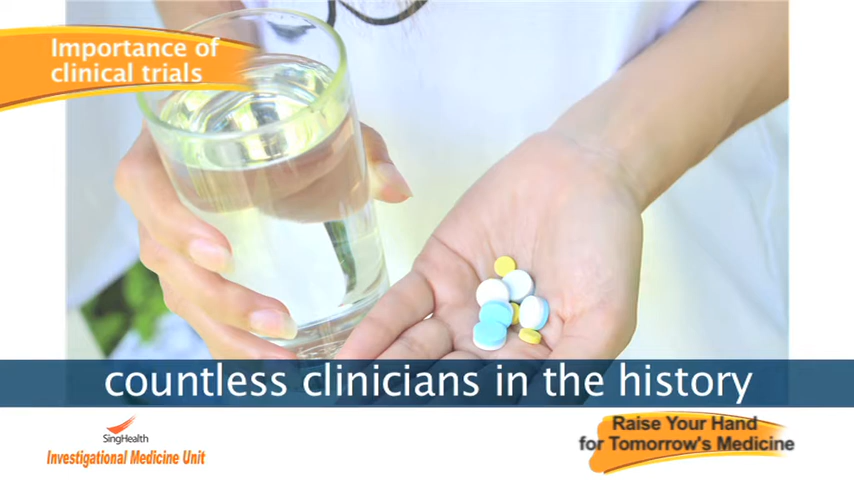 Importance of
clinical trials
countless clinicians in the history
SingHealth
Investigational Medicine Unit
Raise Your Hand
for Tomorrow's Medicine